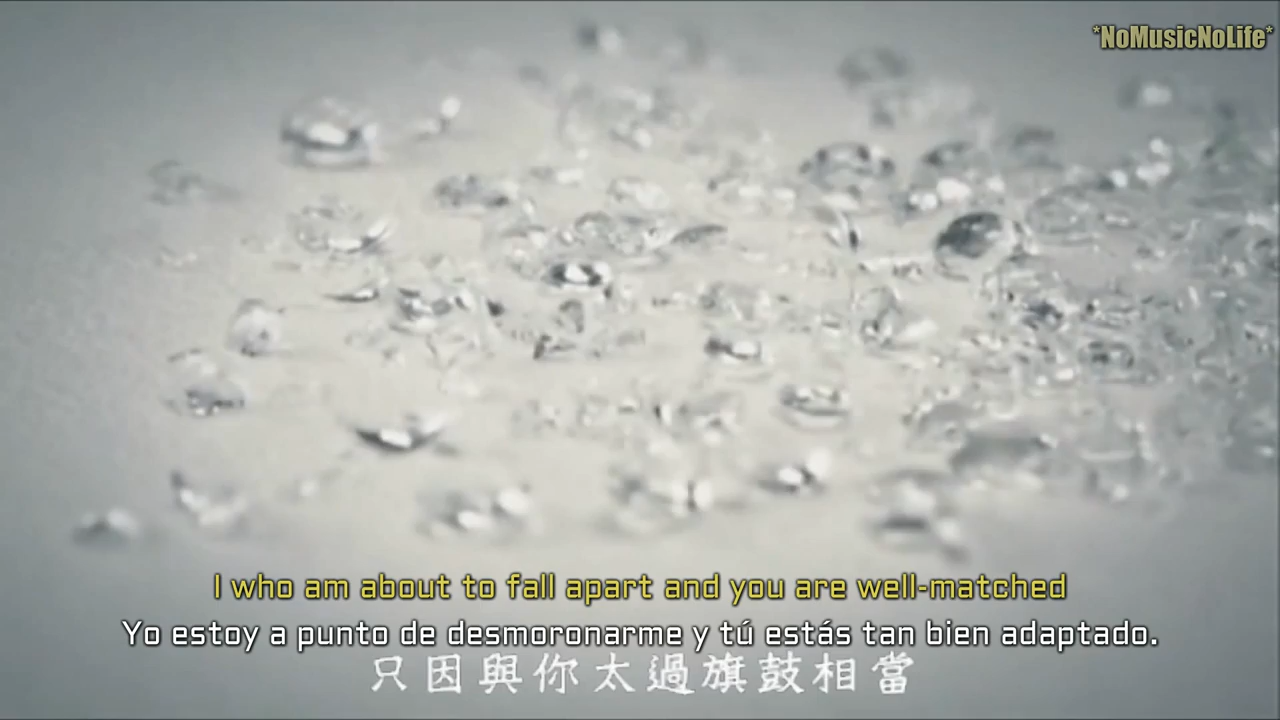 *NoMusicNoLife*
I who am about to fall apart and you are well-matched
Yo estoy a punto de desmoronarme y tú estás tan bien adaptado.
只因與你太過旗鼓相當